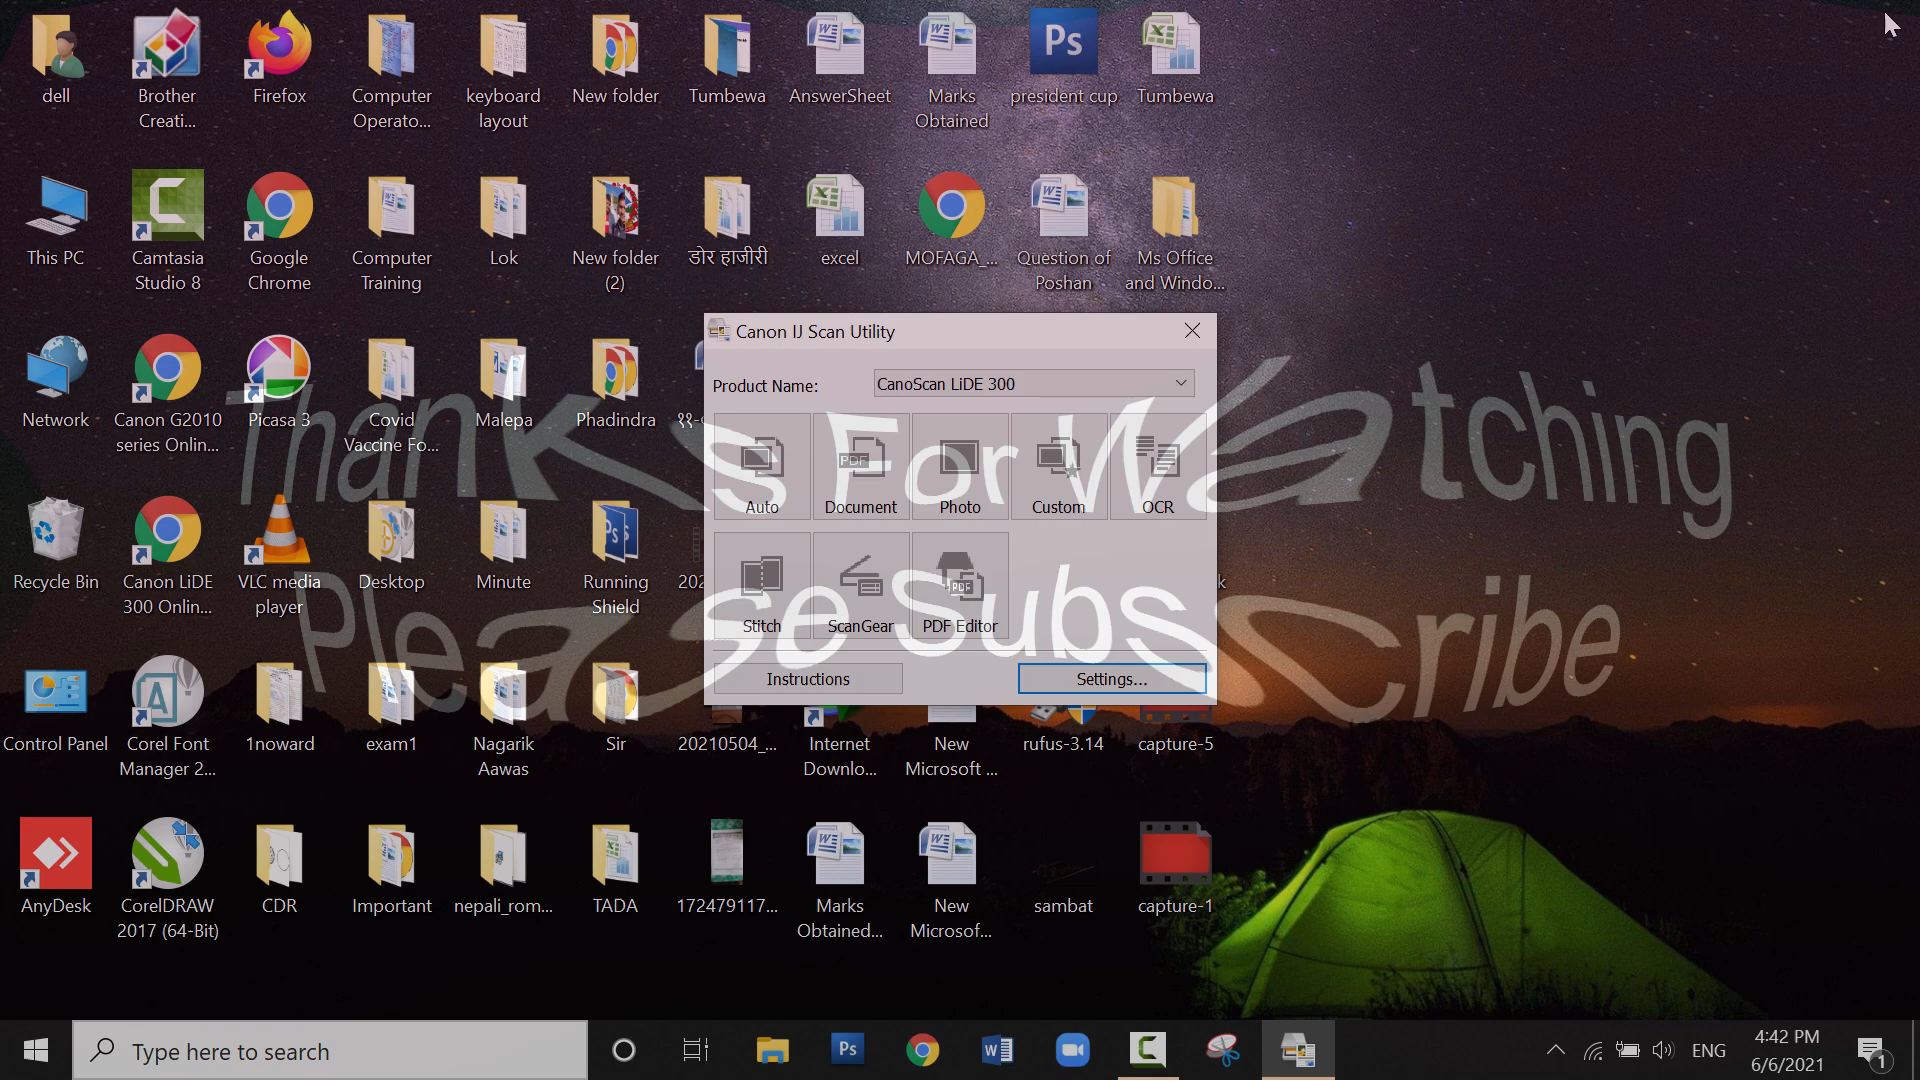 dell
Brother
Creati...
Firefox
Computer
Operato...
keyboard
layout
New folder
Tumbewa
AnswerSheet
Marks
Obtained
Ps
president cup
Tumbewa
This PC
Camtasia
Studio 8
Google
Chrome
Computer
Training
Lok
New folder
(2)
डोर हाजीरी
excel
MOFAGA_...
Question of
Poshan
Ms Office
and Windo...
Canon IJ Scan Utility
Product Name:
CanoScan LiDE 300
Network
Canon G2010
series Onlin...
Picasa 3
Covid
Vaccine Fo...
Malepa
Phadindra
Thanks For Watching
Auto
PDF
Document
Photo
Custom
OCR
Recycle Bin
Canon LiDE
300 Onlin...
VLC media
player
Desktop
Minute
Running
Shield
Please Subscribe
Stitch
ScanGear
PDF
PDF Editor
Instructions
Settings...
Control Panel
Corel Font
Manager 2...
1noward
exam1
Nagarik
Aawas
Sir
20210504_...
Internet
Downlo...
New
Microsoft ...
rufus-3.14
capture-5
AnyDesk
CorelDRAW
2017 (64-Bit)
CDR
Important
nepali_rom...
TADA
172479117...
Marks
Obtained...
New
Microsof...
sambat
capture-1
Type here to search
Ps
ENG
4:42 PM
6/6/2021
1